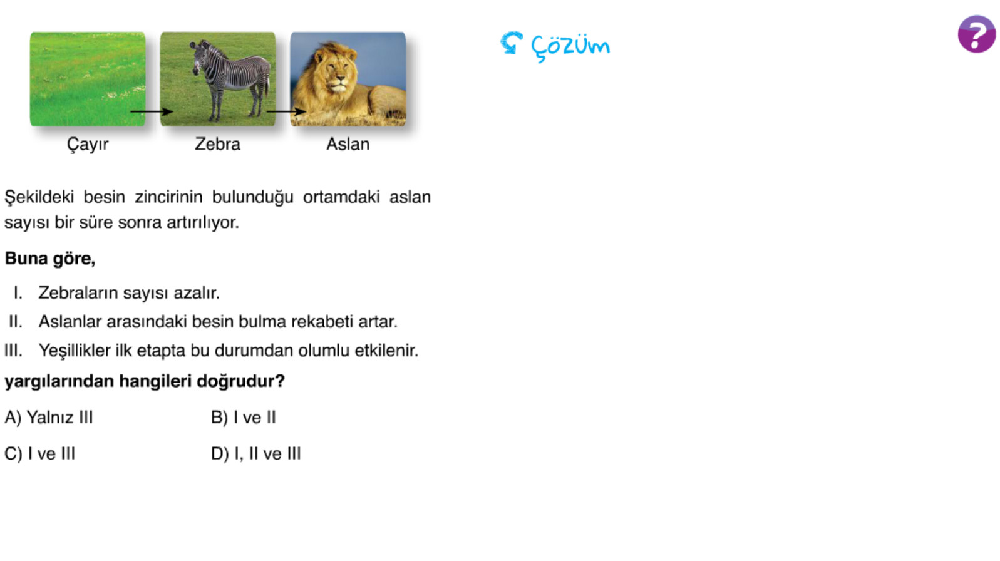 Çayır
Zebra
Aslan
Şekildeki besin zincirinin bulunduğu ortamdaki aslan
sayısı bir süre sonra artırılıyor.
Buna göre,
I. Zebraların sayısı azalır.
II. Aslanlar arasındaki besin bulma rekabeti artar.
III. Yeşillikler ilk etapta bu durumdan olumlu etkilenir.
yargılarından hangileri doğrudur?
A) Yalnız III
B) I ve II
C) I ve III
D) I, II ve III
Çözüm
?